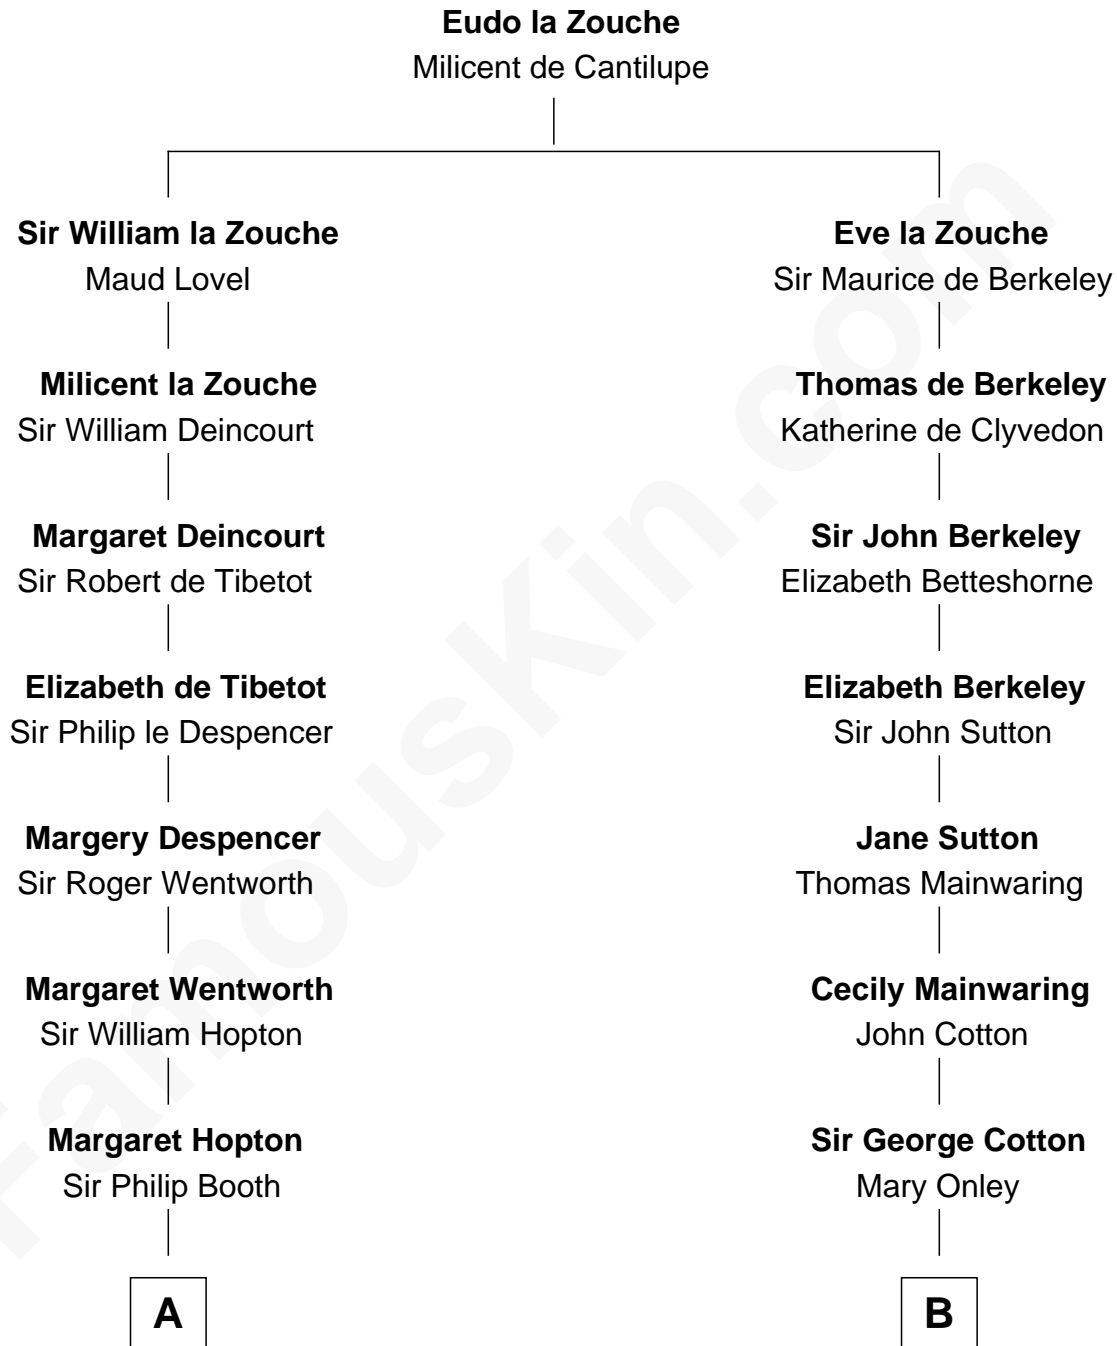 Eudo la Zouche
Milicent de Cantilupe
Sir William la Zouche
Maud Lovel
Eve la Zouche
Sir Maurice de Berkeley
Milicent la Zouche
Sir William Deincourt
Thomas de Berkeley
Katherine de Clyvedon
Margaret Deincourt
Sir Robert de Tibetot
Sir John Berkeley
Elizabeth Betteshorne
Elizabeth de Tibetot
Sir Philip le Despencer
Elizabeth Berkeley
Sir John Sutton
Margery Despencer
Sir Roger Wentworth
Jane Sutton
Thomas Mainwaring
Margaret Wentworth
Sir William Hopton
Cecily Mainwaring
John Cotton
Margaret Hopton
Sir Philip Booth
Sir George Cotton
Mary Onley
A
B
FamousKin.com